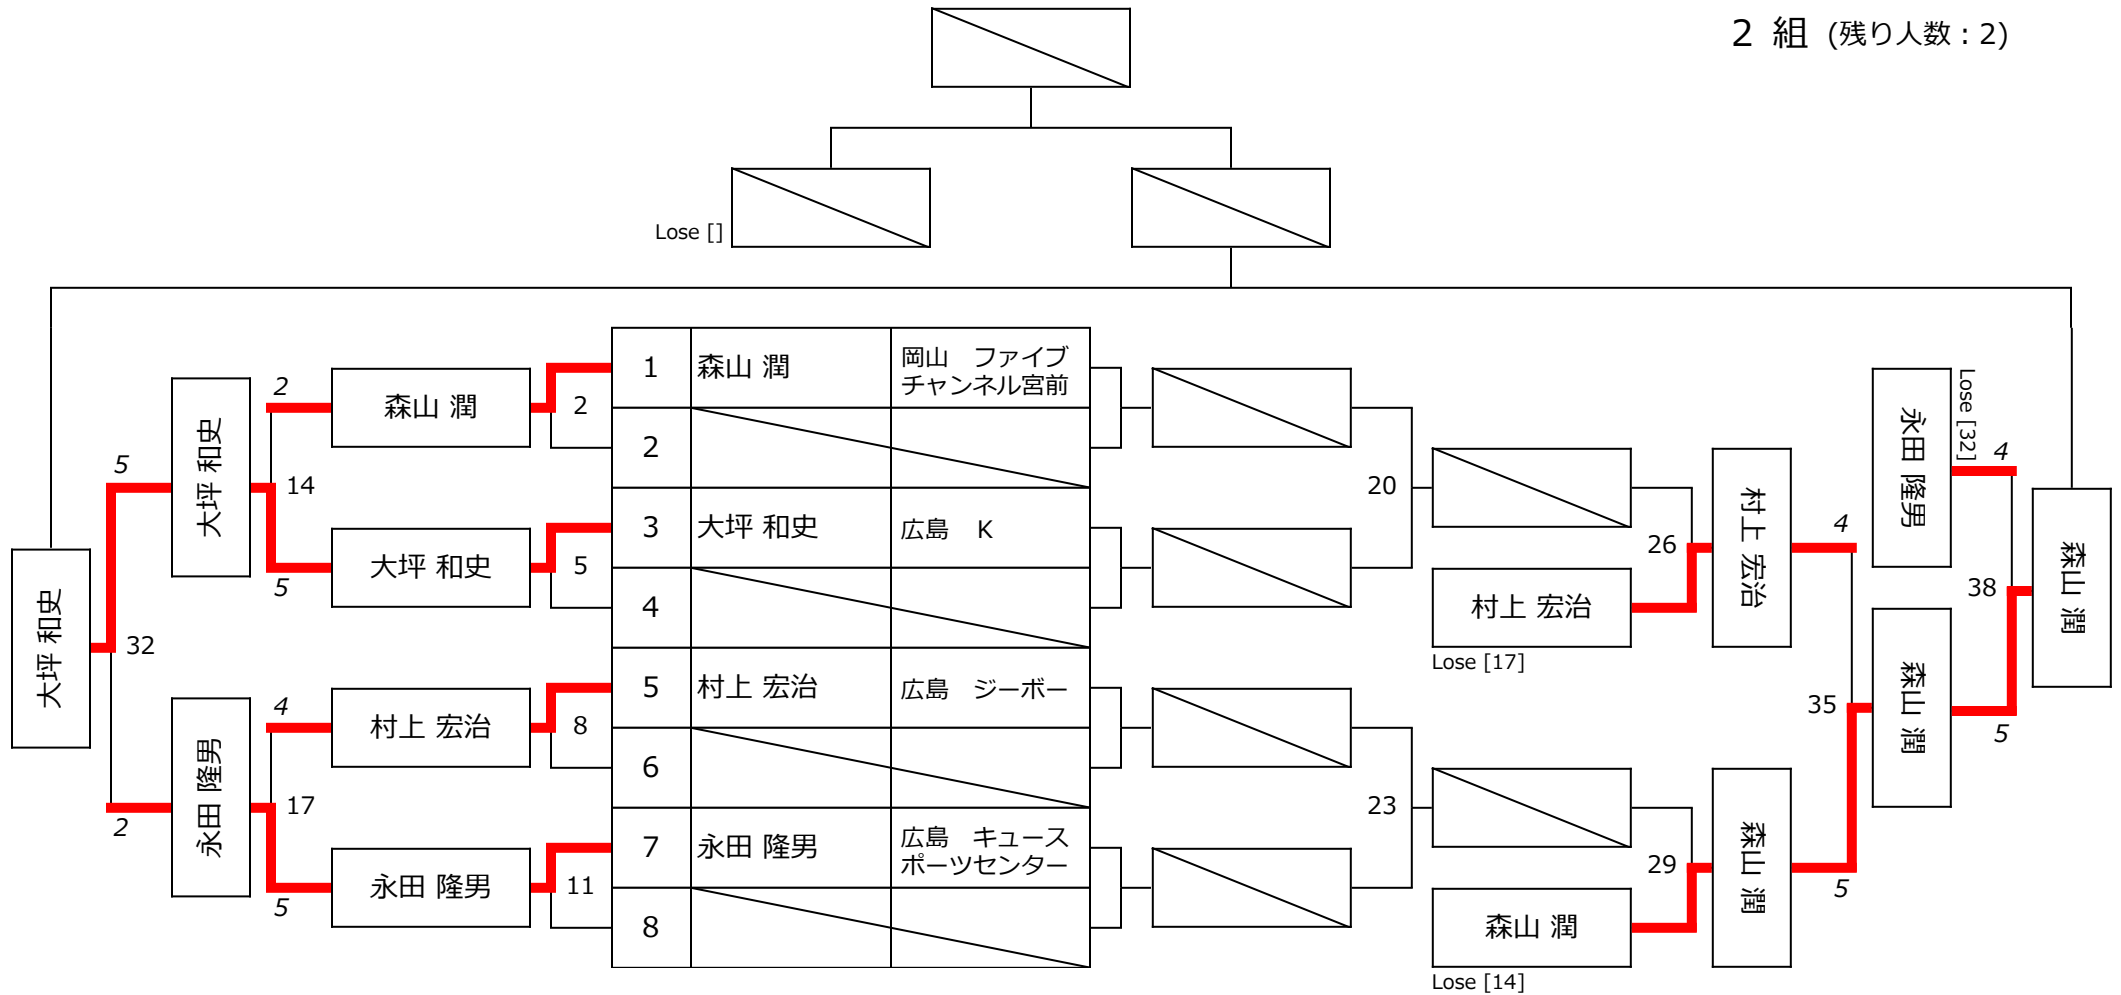 2 組 (残り人数：2)
Lose []
1 森山 潤 岡山　ファイブ
チャンネル宮前
2
3 大坪 和史 広島　K
4
5 村上 宏治 広島　ジーボー
6
7 永田 隆男 広島　キュース
ポーツセンター
8
森山 潤
2
大坪 和史
5
村上 宏治
8
永田 隆男
11
2
14
5
4
17
5
大坪 和史
永田 隆男
5
32
2
大坪 和史
20
23
村上 宏治
Lose [17]
26
森山 潤
Lose [14]
29
村上 宏治
森山 潤
4
35
5
永田 隆男
Lose [32]
森山 潤
4
38
5
森山 潤